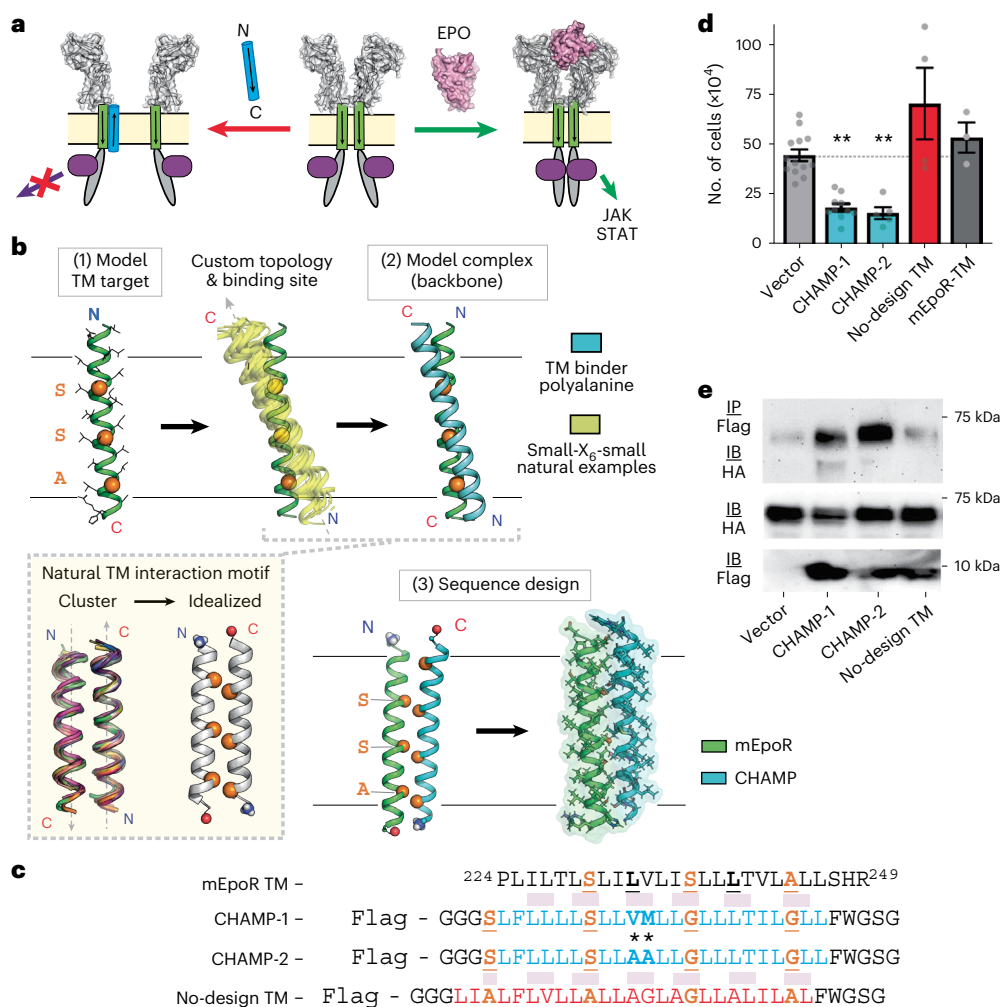 a
N
C
EPO
JAK
STAT
b
(1) Model
TM target
Custom topology
& binding site
(2) Model complex
(backbone)
N
C
C
N
S
S
A
C
N
C
N
TM binder
polyalanine
Small-X6-small
natural examples
Natural TM interaction motif
Cluster
Idealized
N
C
C
N
(3) Sequence design
N
C
S
S
A
mEpoR
CHAMP
c
mEpoR TM – 224PLILTLSLILVLISLLLTVLALLSHR249
CHAMP-1 – Flag - GGGSLFLLLLSLLVMLLGLLLTILGLLFWGSG
**
CHAMP-2 – Flag - GGGSLFLLLLSLLAALLGLLLTILGLLFWGSG
No-design TM – Flag - GGGLIALFLVLLALLAGLAGLLALILALFWGSG
d
No. of cells (×10⁴)
100
75
50
25
0
**
**
Vector
CHAMP-1
CHAMP-2
No-design TM
mEpoR-TM
e
IP
Flag
IB
HA
75 kDa
IB
HA
75 kDa
IB
Flag
10 kDa
Vector
CHAMP-1
CHAMP-2
No-design TM